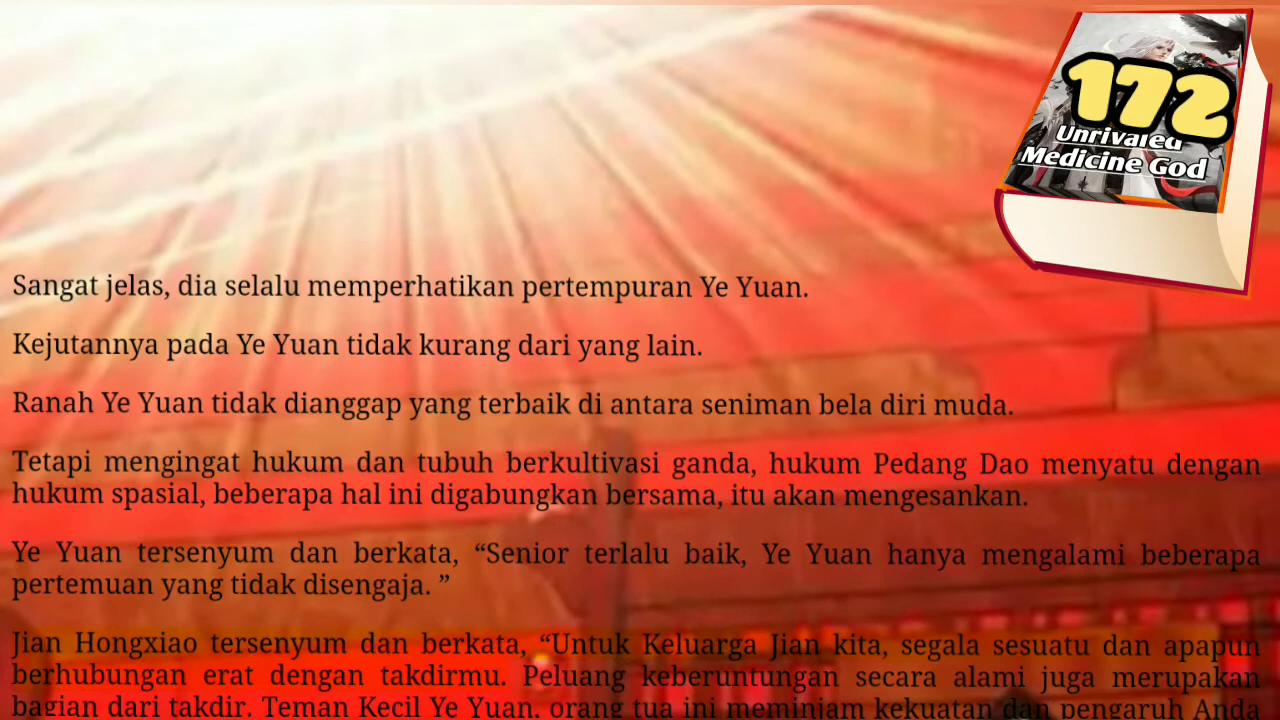 172
Unrivaled
Medicine God
Sangat jelas, dia selalu memperhatikan pertempuran Ye Yuan.
Kejutannya pada Ye Yuan tidak kurang dari yang lain.
Ranah Ye Yuan tidak dianggap yang terbaik di antara seniman bela diri muda.
Tetapi mengingat hukum dan tubuh berkultivasi ganda, hukum Pedang Dao menyatu dengan
hukum spasial, beberapa hal ini digabungkan bersama, itu akan mengesankan.
Ye Yuan tersenyum dan berkata, “Senior terlalu baik, Ye Yuan hanya mengalami beberapa
pertemuan yang tidak disengaja. ”
Jian Hongxiao tersenyum dan berkata, “Untuk Keluarga Jian kita, segala sesuatu dan apapun
berhubungan erat dengan takdirmu. Peluang keberuntungan secara alami juga merupakan
bagian dari takdir. Teman Kecil Ye Yuan, orang tua ini meminjam kekuatan dan pengaruh Anda